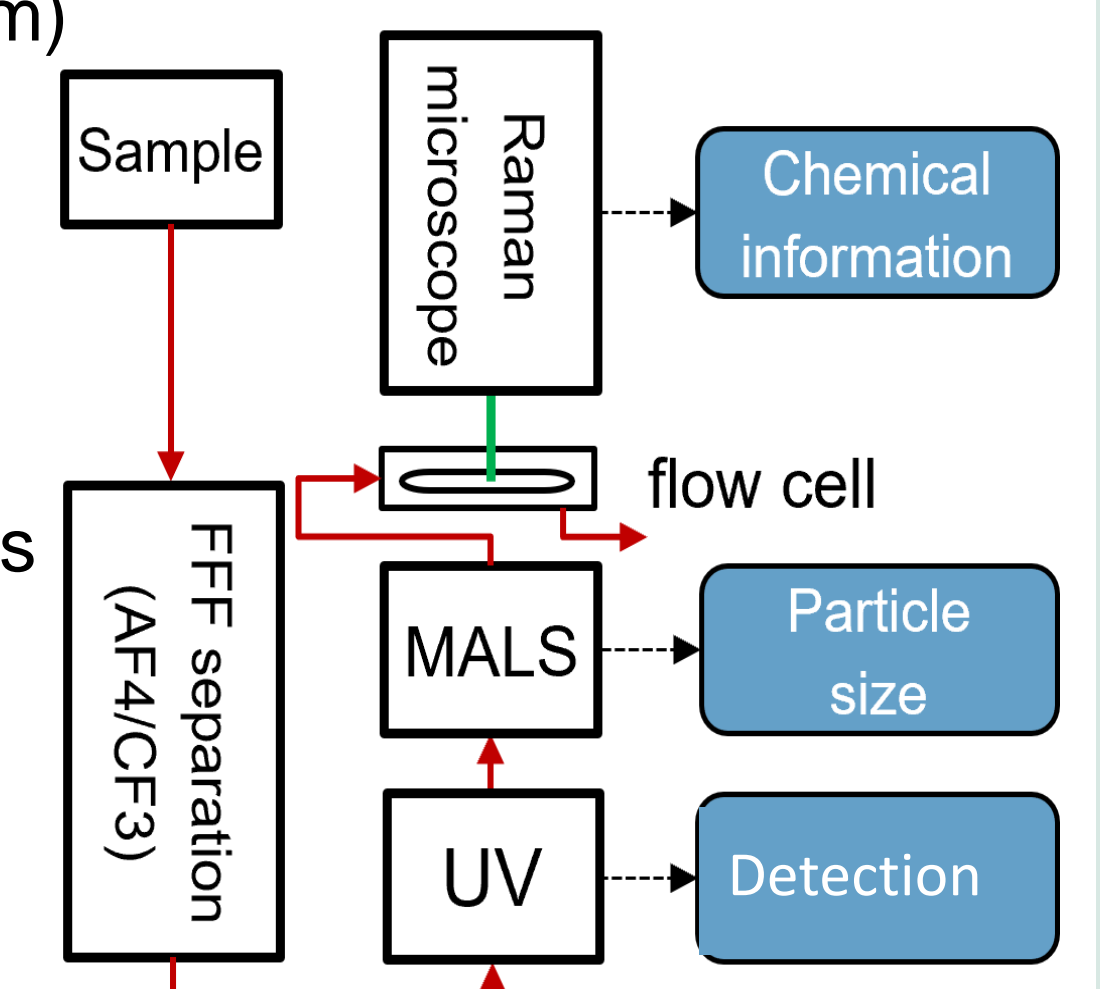 m)
Sample
Raman
microscope
Chemical
information
flow cell
s
FFF separation
(AF4/CF3)
MALS
Particle
size
UV
Detection